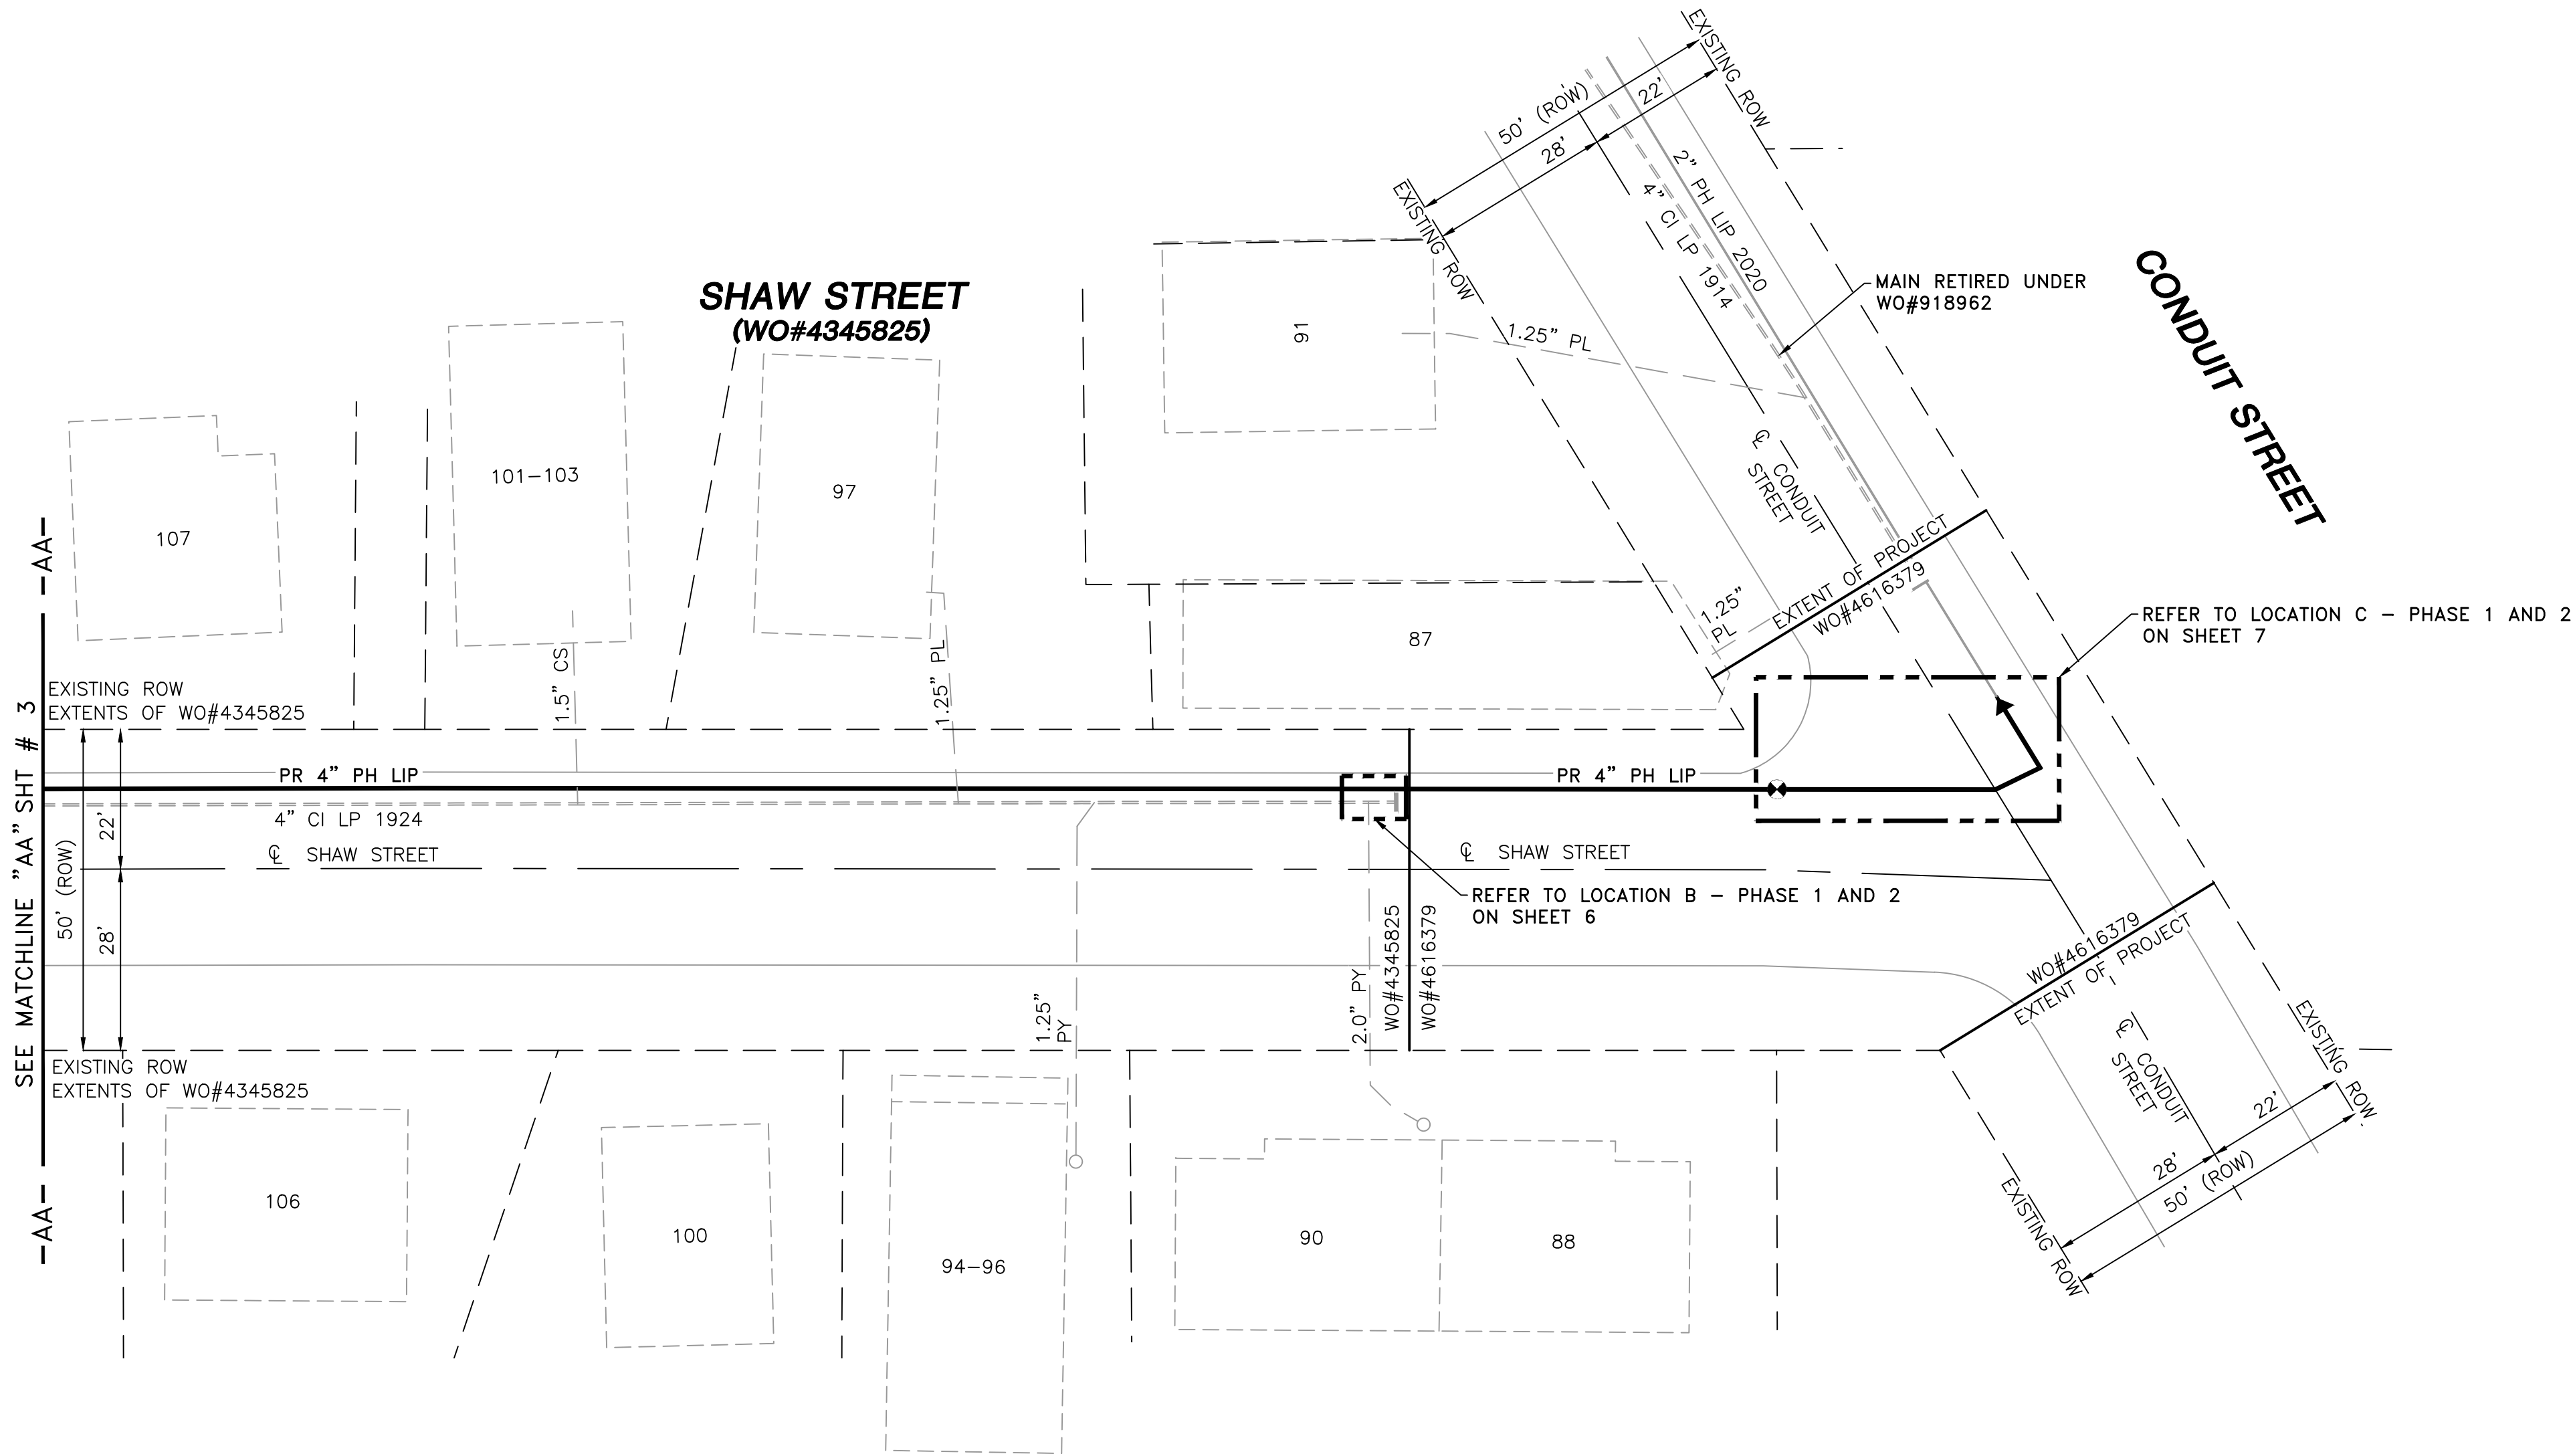 EXISTING ROW
50' (ROW)
22'
28'
EXISTING ROW
2" PH LIP 2020
4" CI LP 1914
MAIN RETIRED UNDER
WO#918962
CONDUIT STREET
SHAW STREET
(WO#4345825)
91
1.25" PL
℄ CONDUIT
STREET
107
101-103
97
87
1.25"
PL
EXTENT OF PROJECT
WO#4616379
REFER TO LOCATION C - PHASE 1 AND 2
ON SHEET 7
AA
SEE MATCHLINE "AA" SHT # 3
AA
EXISTING ROW
EXTENTS OF WO#4345825
1.5" CS
1.25" PL
PR 4" PH LIP
PR 4" PH LIP
4" CI LP 1924
22'
50' (ROW)
28'
℄ SHAW STREET
℄ SHAW STREET
REFER TO LOCATION B - PHASE 1 AND 2
ON SHEET 6
1.25"
PY
2.0" PY
WO#4345825
WO#4616379
WO#4616379
EXTENT OF PROJECT
EXISTING ROW
EXTENTS OF WO#4345825
℄ CONDUIT
STREET
EXISTING ROW
22'
28'
50' (ROW)
EXISTING ROW
106
100
94-96
90
88